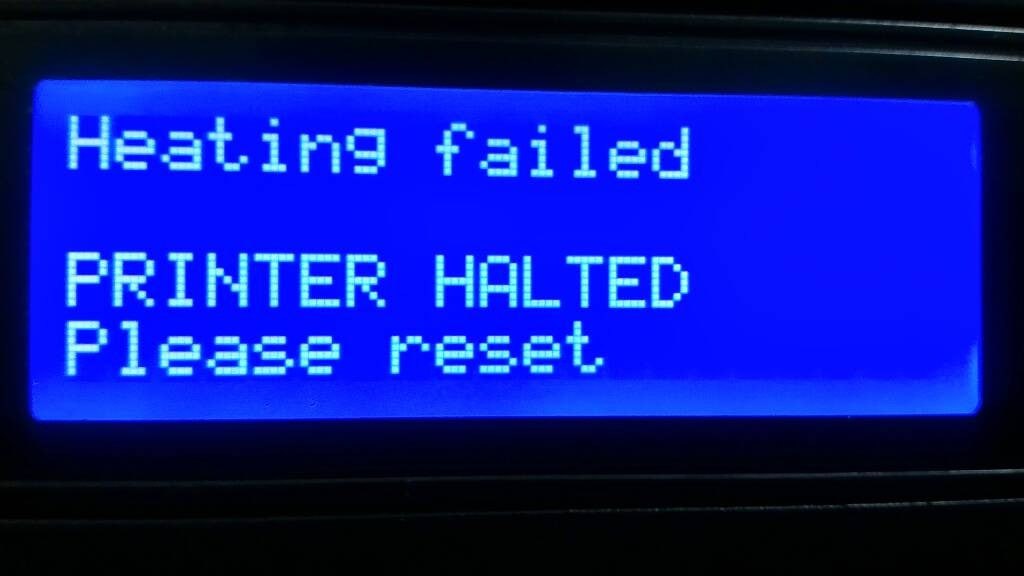 Heating failed
PRINTER HALTED
Please reset